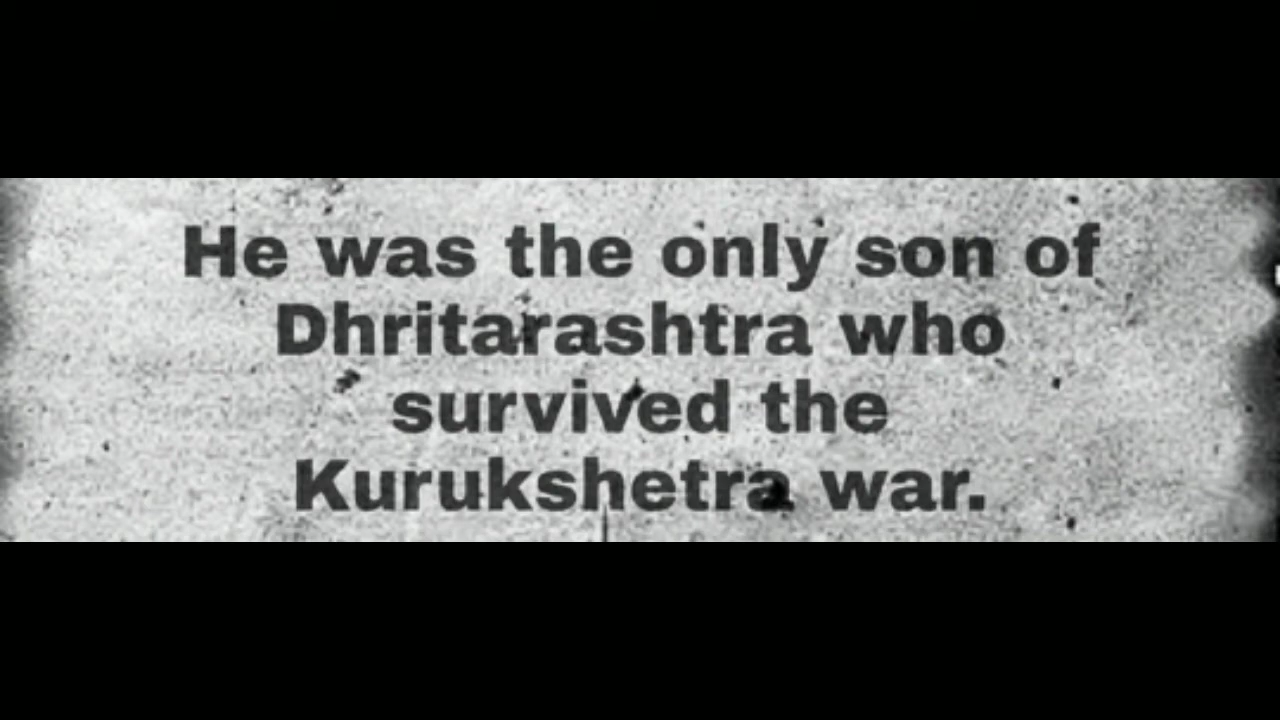 He was the only son of
Dhritarashtra who
survived the
Kurukshetra war.